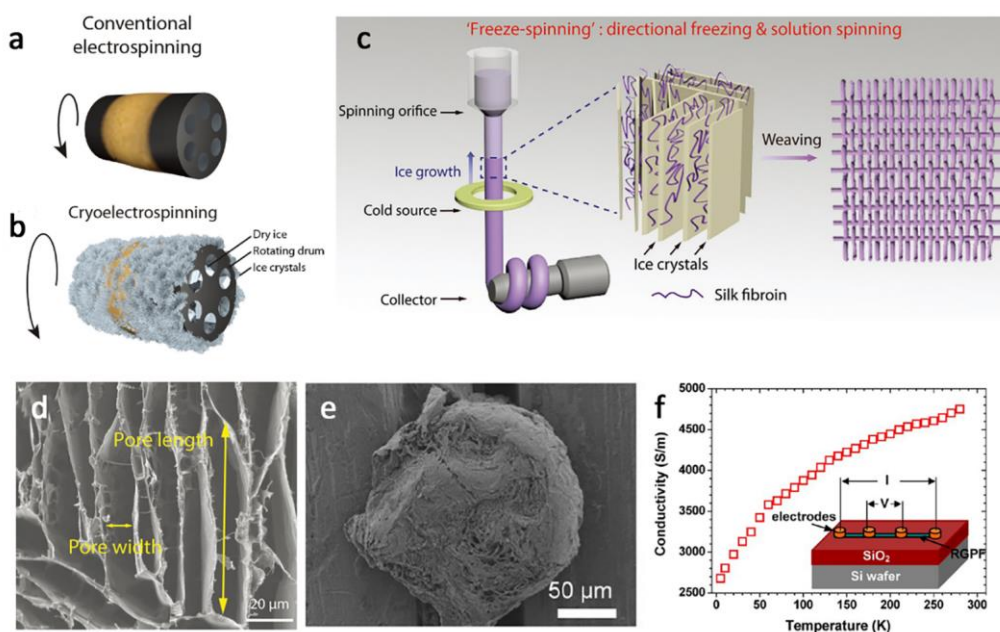 a
Conventional
electrospinning
b
Cryoelectrospinning
Dry ice
Rotating drum
Ice crystals
c
'Freeze-spinning' : directional freezing & solution spinning
Spinning orifice
Ice growth
Cold source
Collector
Ice crystals
Silk fibroin
Weaving
d
Pore length
Pore width
20 μm
e
50 μm
f
Conductivity (S/m)
5000
4500
4000
3500
3000
2500
I
V
electrodes
RGPF
SiO₂
Si wafer
0 50 100 150 200 250 300
Temperature (K)